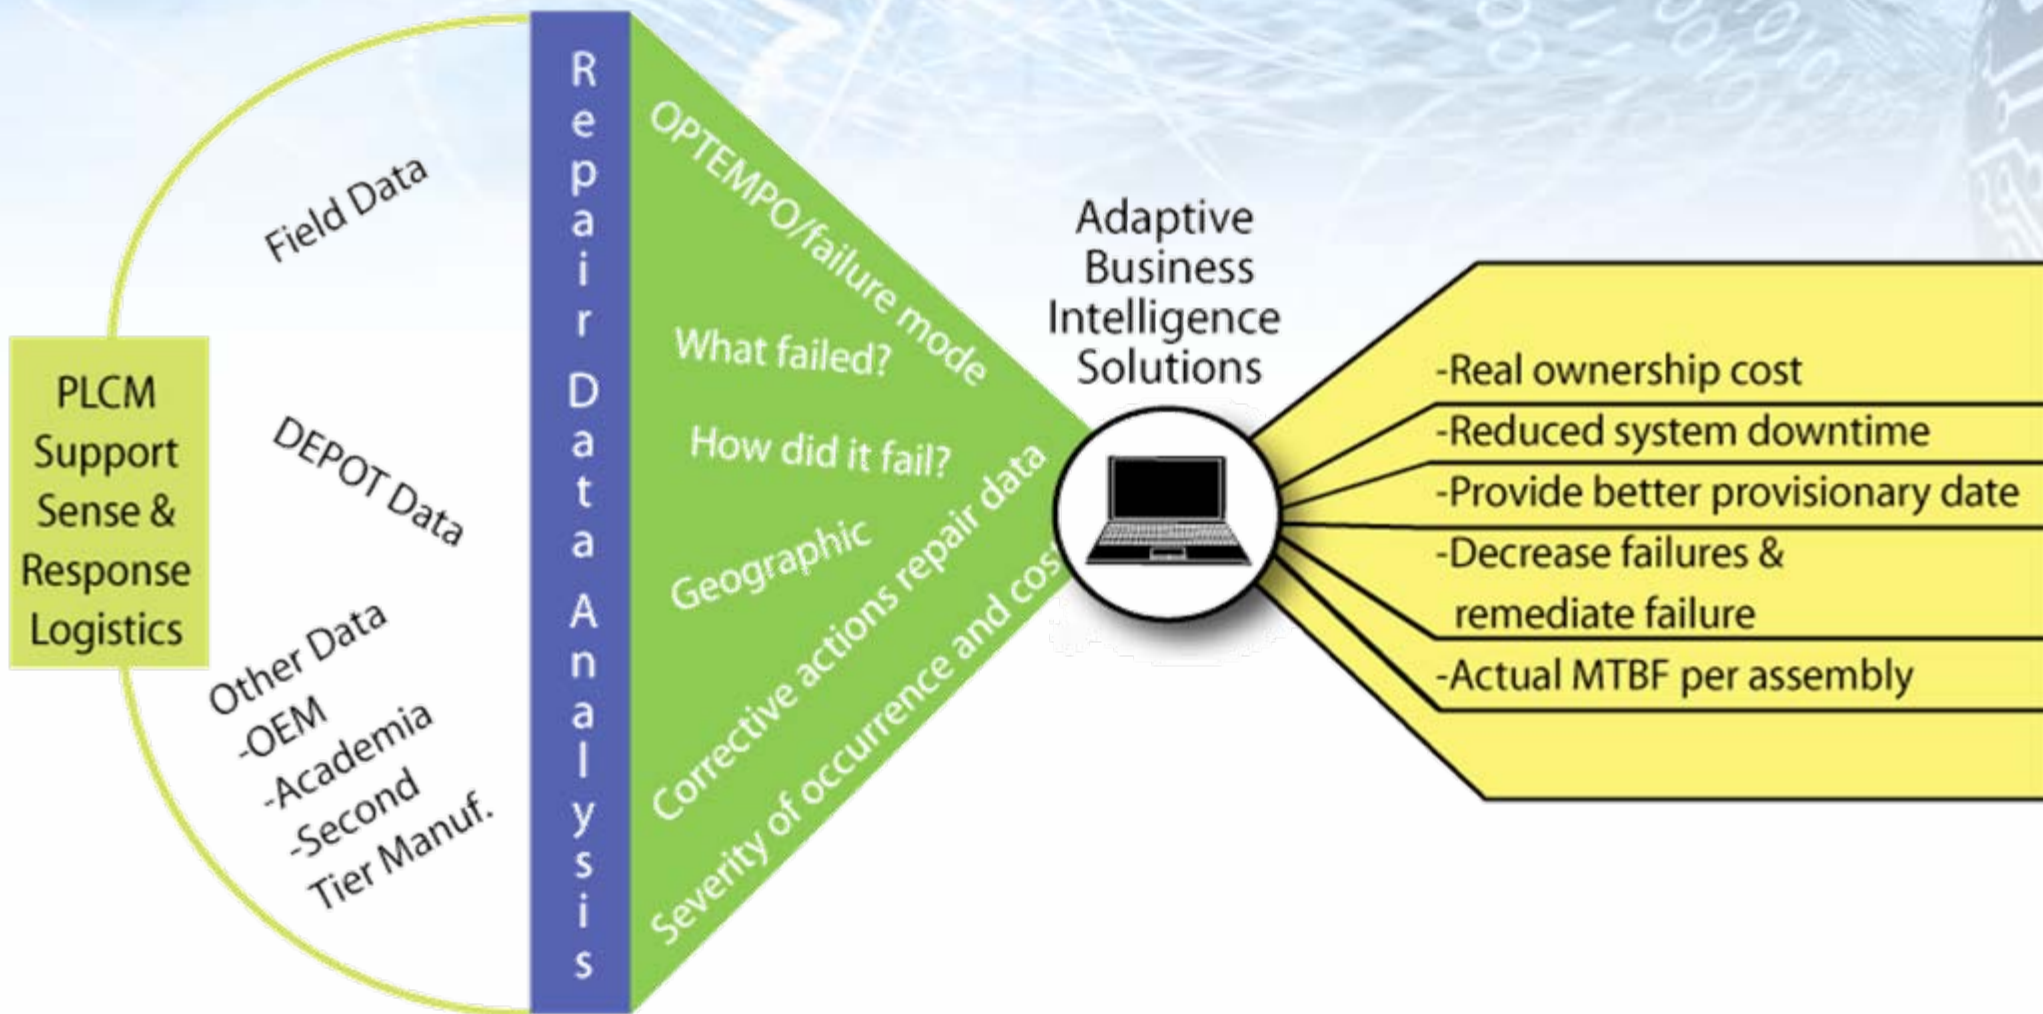 PLCM
Support
Sense &
Response
Logistics
Field Data
DEPOT Data
Other Data
-OEM
-Academia
-Second
Tier Manuf.
Repair Data Analysis
OPTEMPO/failure mode
What failed?
How did it fail?
Geographic
Corrective actions repair data
Severity of occurrence and cos
Adaptive
Business
Intelligence
Solutions
-Real ownership cost
-Reduced system downtime
-Provide better provisionary date
-Decrease failures &
remediate failure
-Actual MTBF per assembly